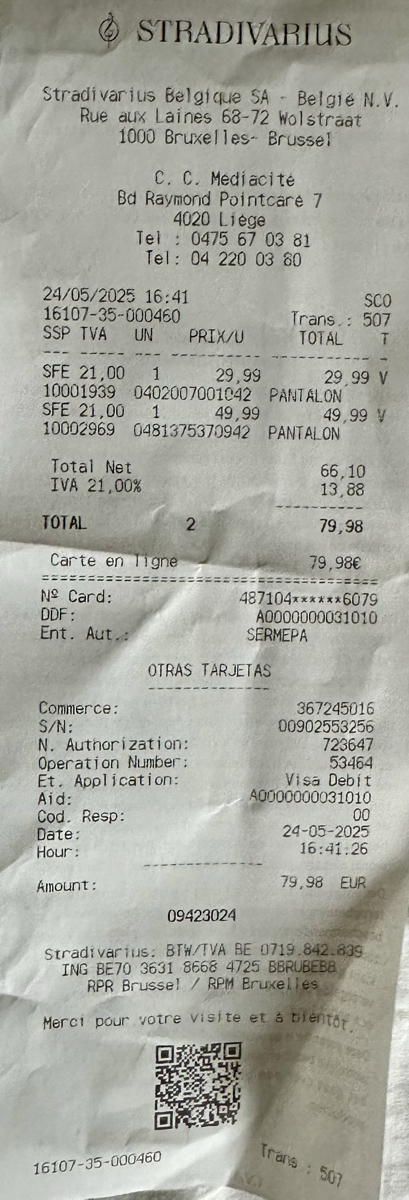 STRADIVARIUS
Stradivarius Belgique SA - België N.V.
Rue aux Laines 68-72 Wolstraat
1000 Bruxelles- Brussel
C. C. Mediacité
Bd Raymond Pointcaré 7
4020 Liège
Tel : 0475 67 03 81
Tel: 04 220 03 80
24/05/2025 16:41 SCO
16107-35-000460 Trans.: 507
SSP TVA UN PRIX/U TOTAL T
--- ----- ---- ---------- ----------- -
SFE 21,00 1 29,99 29,99 V
10001939 0402007001042 PANTALON
SFE 21,00 1 49,99 49,99 V
10002969 0481375370942 PANTALON
Total Net 66,10
IVA 21,00% 13,88
-----------
TOTAL 2 79,98
Carte en ligne 79,98€
========================================
Nº Card: 487104******6079
DDF: A0000000031010
Ent. Aut.: SERMEPA
OTRAS TARJETAS
---------------
Commerce: 367245016
S/N: 00902553256
N. Authorization: 723647
Operation Number: 53464
Et. Application: Visa Debit
Aid: A0000000031010
Cod. Resp: 00
Date: 24-05-2025
Hour: 16:41:26
---------------
Amount: 79,98 EUR
09423024
Stradivarius: BTW/TVA BE 0719.842.839
ING BE70 3631 8668 4725 BBRUBEBB
RPR Brussel / RPM Bruxelles
Merci pour votre visite et à bientôt.
16107-35-000460 Trans : 507